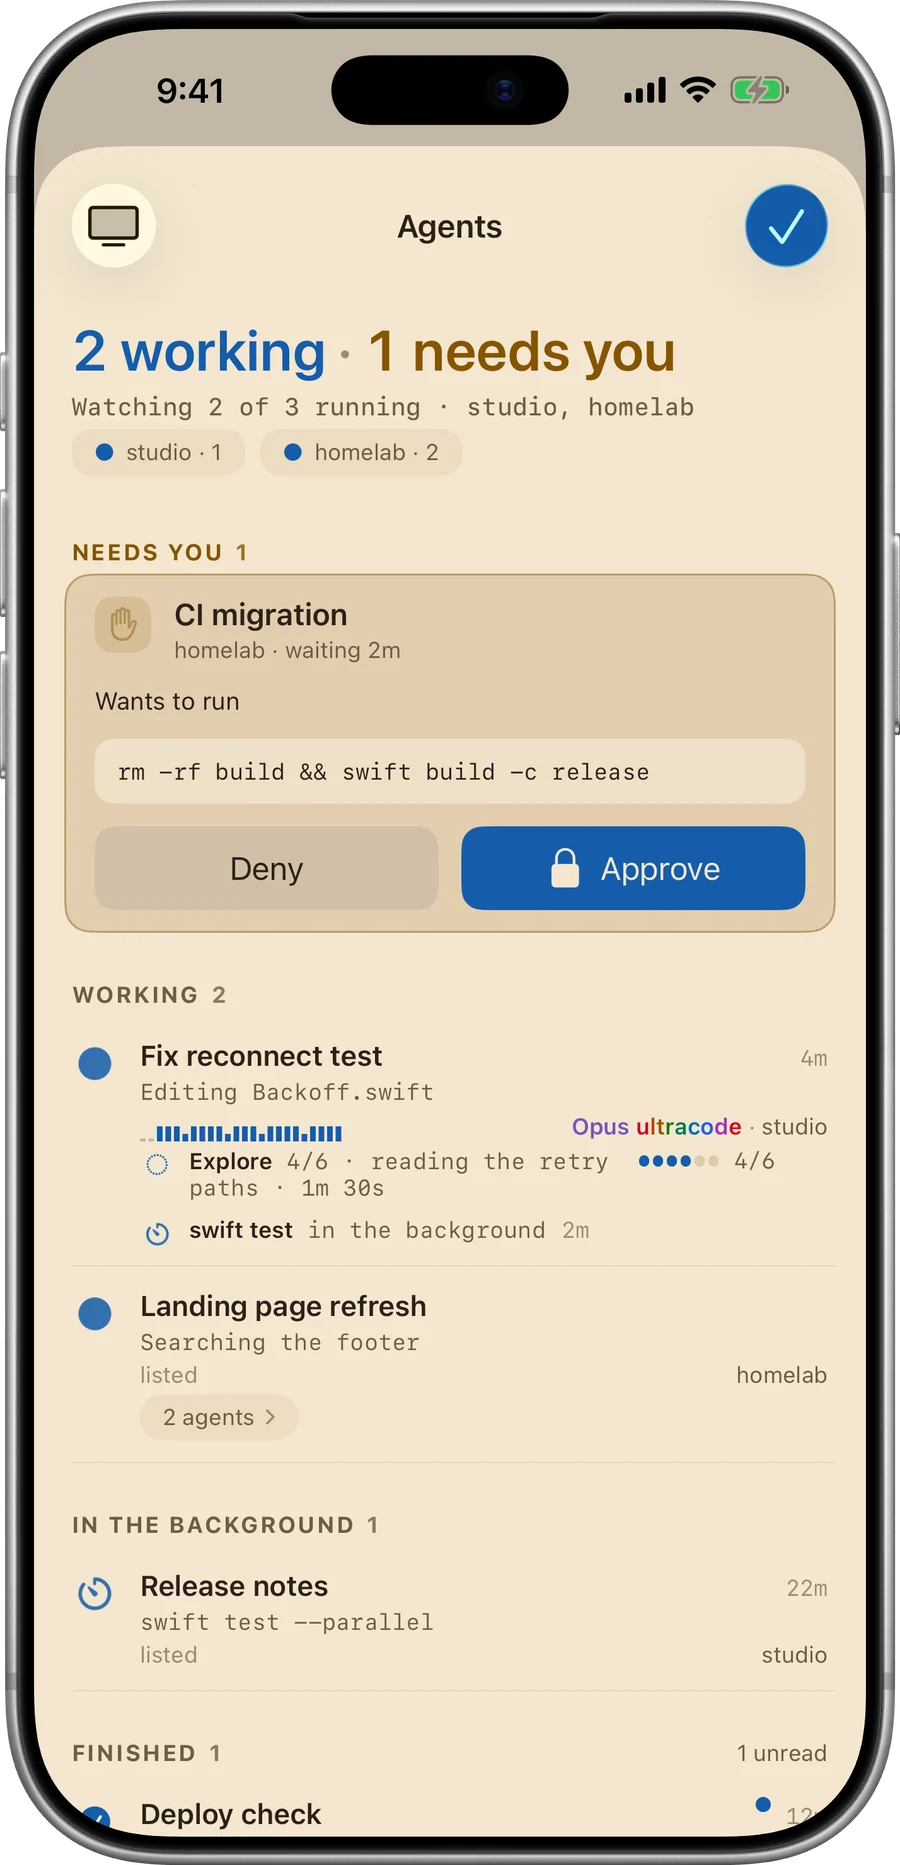 9:41
Agents
2 working · 1 needs you
Watching 2 of 3 running · studio, homelab
studio · 1
homelab · 2
NEEDS YOU 1
CI migration
homelab · waiting 2m
Wants to run
rm -rf build && swift build -c release
Deny
Approve
WORKING 2
Fix reconnect test
4m
Editing Backoff.swift
Opus ultracode · studio
Explore 4/6 · reading the retry
4/6
paths · 1m 30s
swift test in the background 2m
Landing page refresh
Searching the footer
listed
homelab
2 agents
IN THE BACKGROUND 1
Release notes
22m
swift test --parallel
listed
studio
FINISHED 1
1 unread
Deploy check